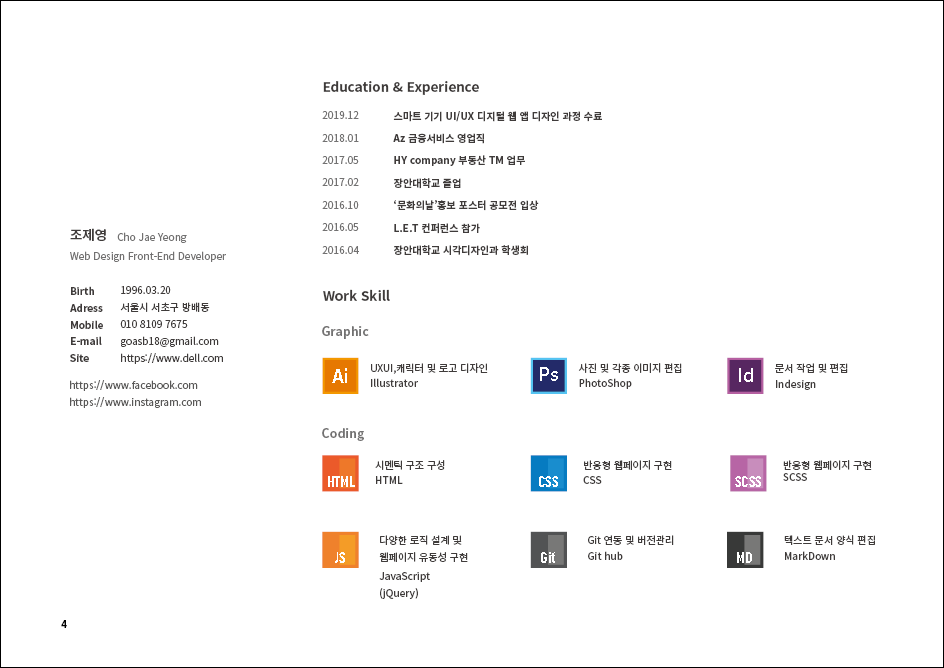 Education & Experience
2019.12 스마트 기기 UI/UX 디지털 웹 앱 디자인 과정 수료
2018.01 Az 금융서비스 영업직
2017.05 HY company 부동산 TM 업무
2017.02 장안대학교 졸업
2016.10 ‘문화의날’홍보 포스터 공모전 입상
2016.05 L.E.T 컨퍼런스 참가
2016.04 장안대학교 시각디자인과 학생회
조제영 Cho Jae Yeong
Web Design Front-End Developer
Birth 1996.03.20
Adress 서울시 서초구 방배동
Mobile 010 8109 7675
E-mail goasb18@gmail.com
Site https://www.dell.com
https://www.facebook.com
https://www.instagram.com
Work Skill
Graphic
Ai
UXUI,캐릭터 및 로고 디자인
Illustrator
Ps
사진 및 각종 이미지 편집
PhotoShop
Id
문서 작업 및 편집
Indesign
Coding
HTML
시멘틱 구조 구성
HTML
CSS
반응형 웹페이지 구현
CSS
SCSS
반응형 웹페이지 구현
SCSS
JS
다양한 로직 설계 및
웹페이지 유동성 구현
JavaScript
(jQuery)
Git
Git 연동 및 버전관리
Git hub
MD
텍스트 문서 양식 편집
MarkDown
4